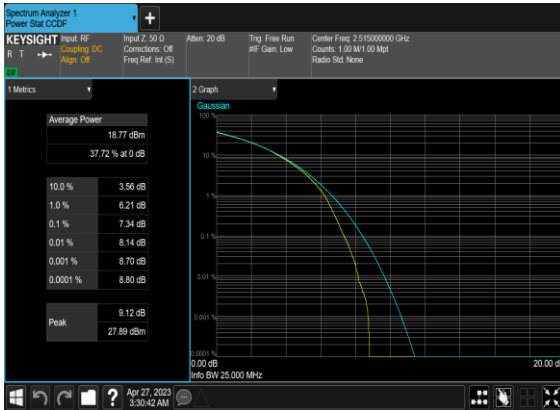 Spectrum Analyzer 1
Power Stat CCDF
+
KEYSIGHT
R T
LV
Input: RF
Coupling: DC
Align: Off
Input Z: 50 Ω
Corrections: Off
Freq Ref: Int (S)
Atten: 20 dB
Trig: Free Run
#IF Gain: Low
Center Freq: 2.515000000 GHz
Counts: 1.00 M/1.00 Mpt
Radio Std: None
1 Metrics
Average Power
18.77 dBm
37.72 % at 0 dB
10.0 % 3.56 dB
1.0 % 6.21 dB
0.1 % 7.34 dB
0.01 % 8.14 dB
0.001 % 8.70 dB
0.0001 % 8.80 dB
Peak
9.12 dB
27.89 dBm
2 Graph
Gaussian
100 %
10 %
1 %
0.1 %
0.01 %
0.001 %
0.0001 %
0.00 dB
20.00 d
Info BW 25.000 MHz
?
Apr 27, 2023
3:30:42 AM